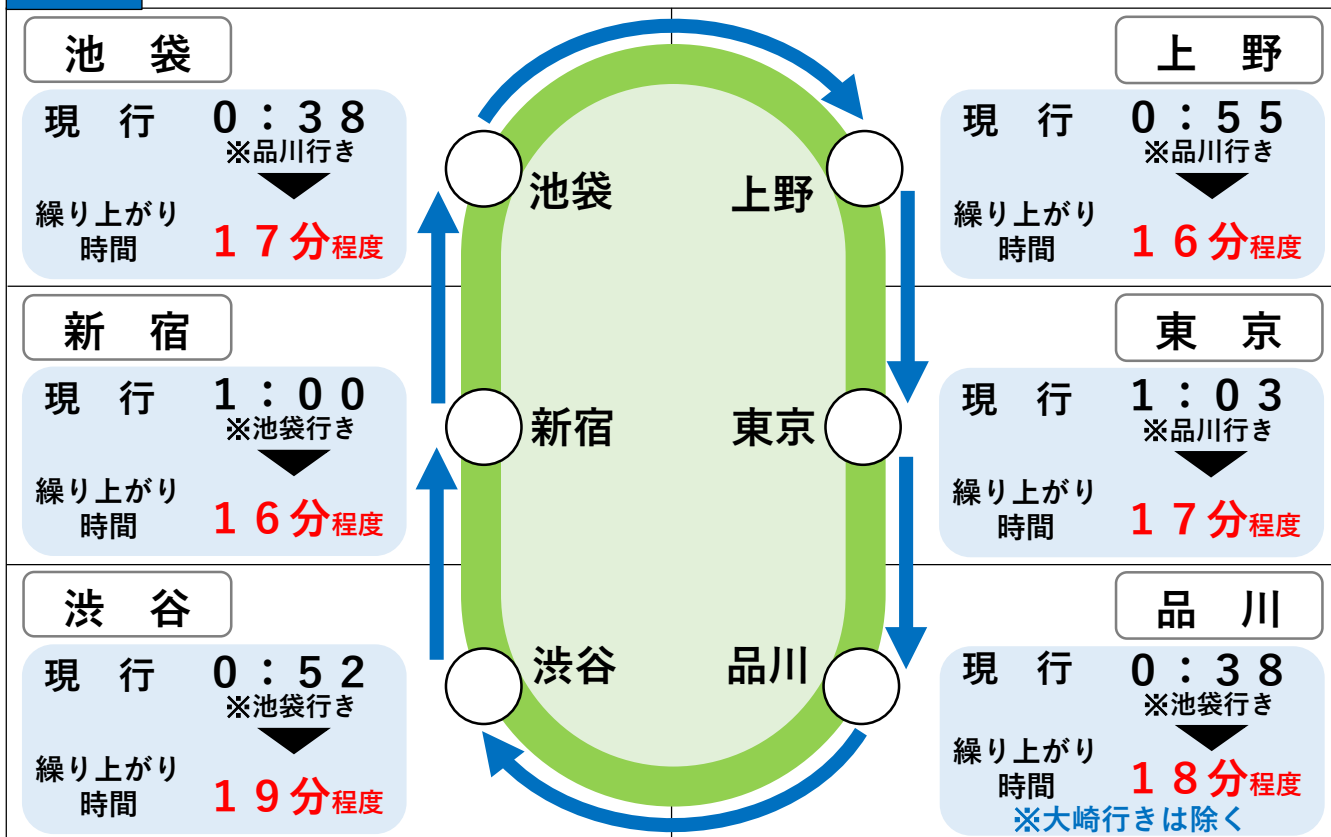 池　袋
現　行　０：３８
※品川行き
繰り上がり
時間　１７分程度
新　宿
現　行　１：００
※池袋行き
繰り上がり
時間　１６分程度
渋　谷
現　行　０：５２
※池袋行き
繰り上がり
時間　１９分程度
池袋
上野
新宿
東京
渋谷
品川
上　野
現　行　０：５５
※品川行き
繰り上がり
時間　１６分程度
東　京
現　行　１：０３
※品川行き
繰り上がり
時間　１７分程度
品　川
現　行　０：３８
※池袋行き
繰り上がり
時間　１８分程度
※大崎行きは除く